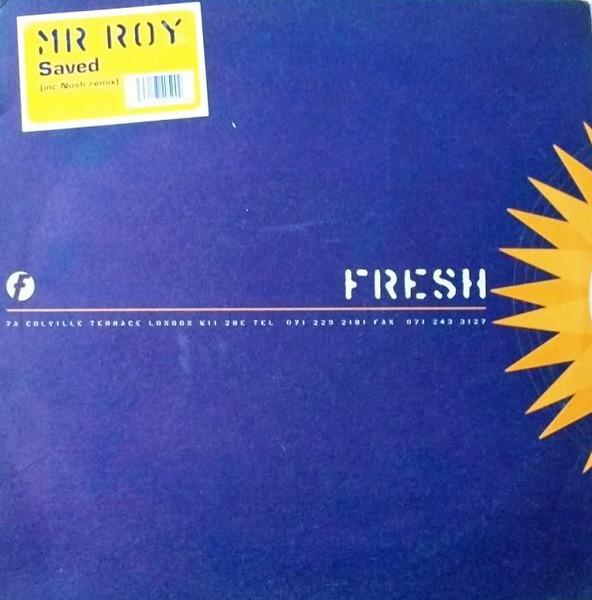 MR ROY
Saved
[inc Nush remix]
f
FRESH
7A COLVILLE TERRACE LONDON W11 2BE TEL 071 229 2181 FAX 071 243 3127